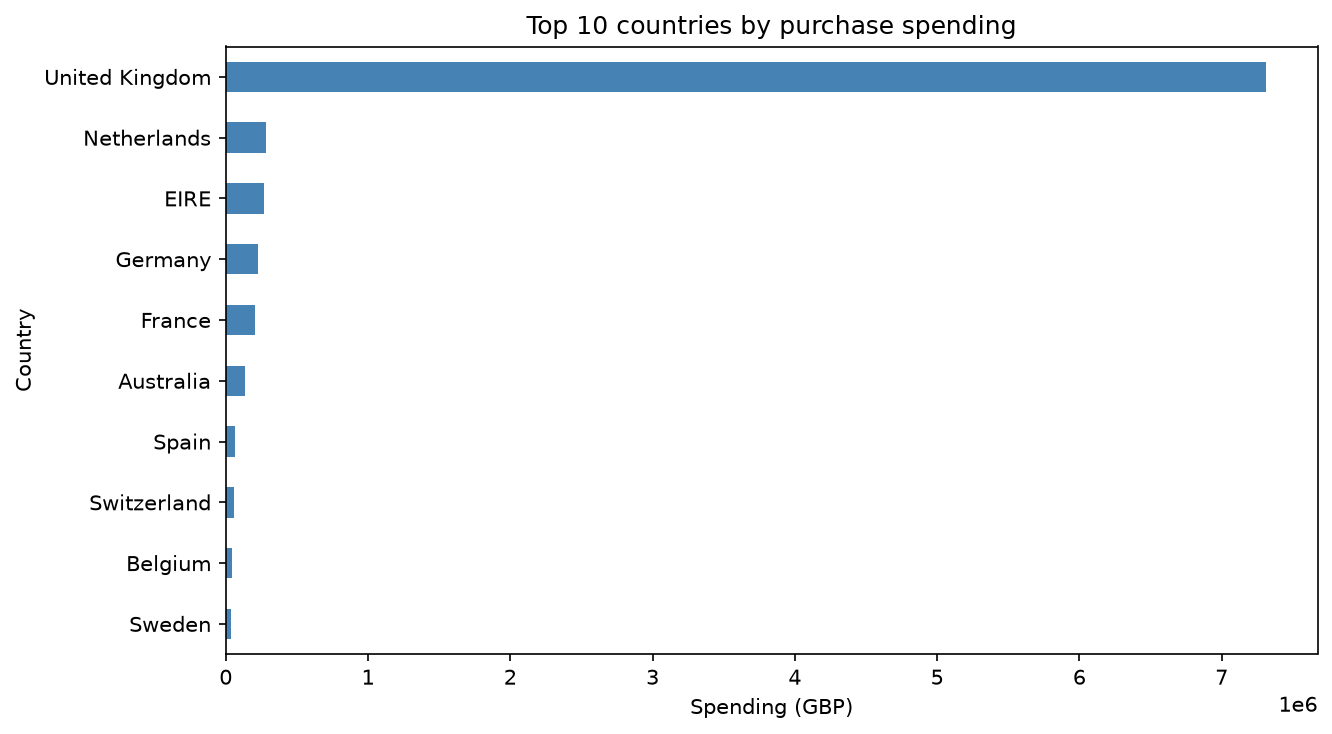 Top 10 countries by purchase spending
United Kingdom
Netherlands
EIRE
Germany
France
Australia
Spain
Switzerland
Belgium
Sweden
Country
0 1 2 3 4 5 6 7
Spending (GBP)
1e6